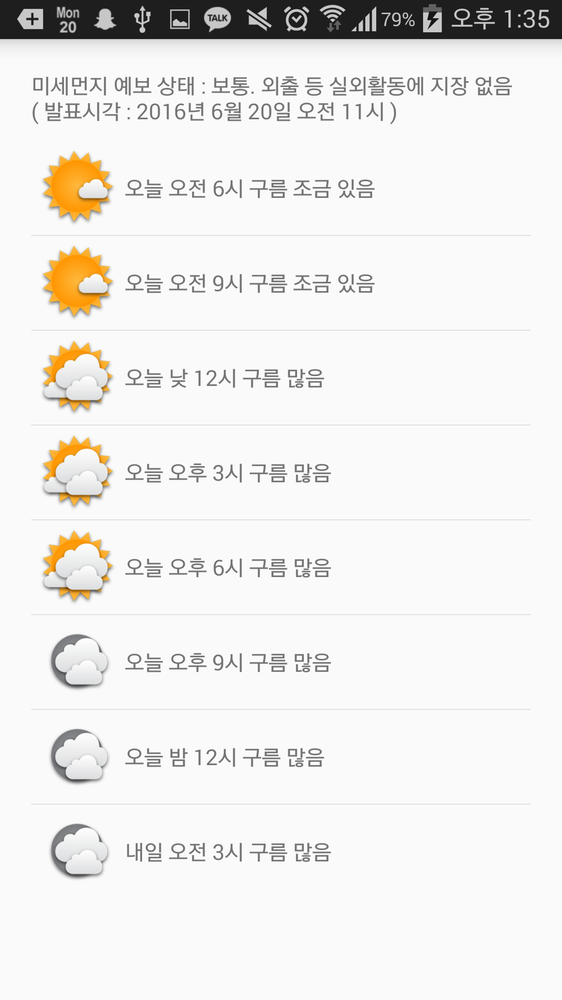 Mon
20
TALK
79%
오후 1:35
미세먼지 예보 상태 : 보통. 외출 등 실외활동에 지장 없음
( 발표시각 : 2016년 6월 20일 오전 11시 )
오늘 오전 6시 구름 조금 있음
오늘 오전 9시 구름 조금 있음
오늘 낮 12시 구름 많음
오늘 오후 3시 구름 많음
오늘 오후 6시 구름 많음
오늘 오후 9시 구름 많음
오늘 밤 12시 구름 많음
내일 오전 3시 구름 많음